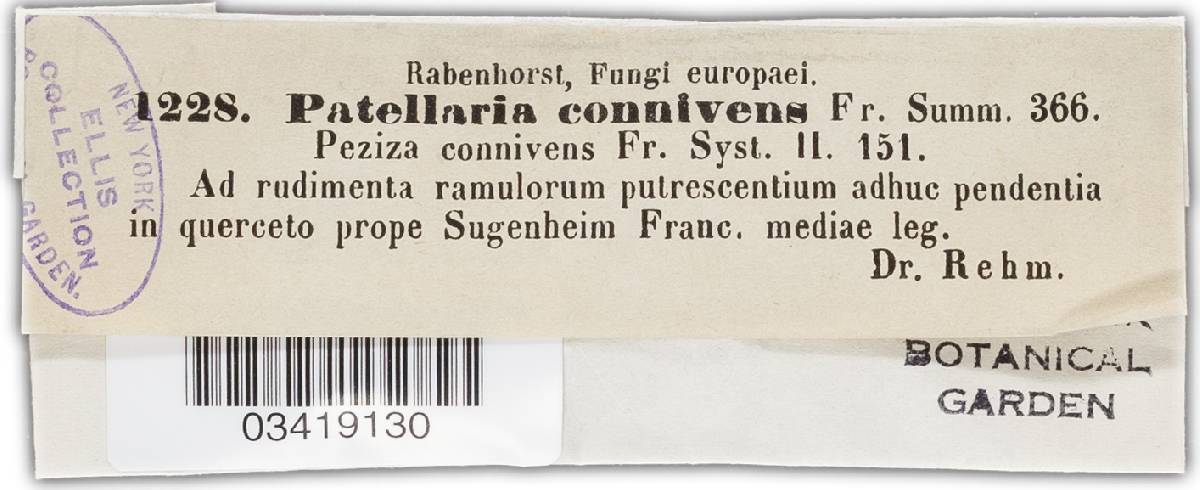 Rabenhorst, Fungi europaei.
1228. Patellaria connivens Fr. Summ. 366.
Peziza connivens Fr. Syst. II. 151.
Ad rudimenta ramulorum putrescentium adhuc pendentia
in querceto prope Sugenheim Franc. mediae leg.
Dr. Rehm.
NEW YORK
ELLIS
COLLECTION
GARDEN.
BOTANICAL
GARDEN
03419130